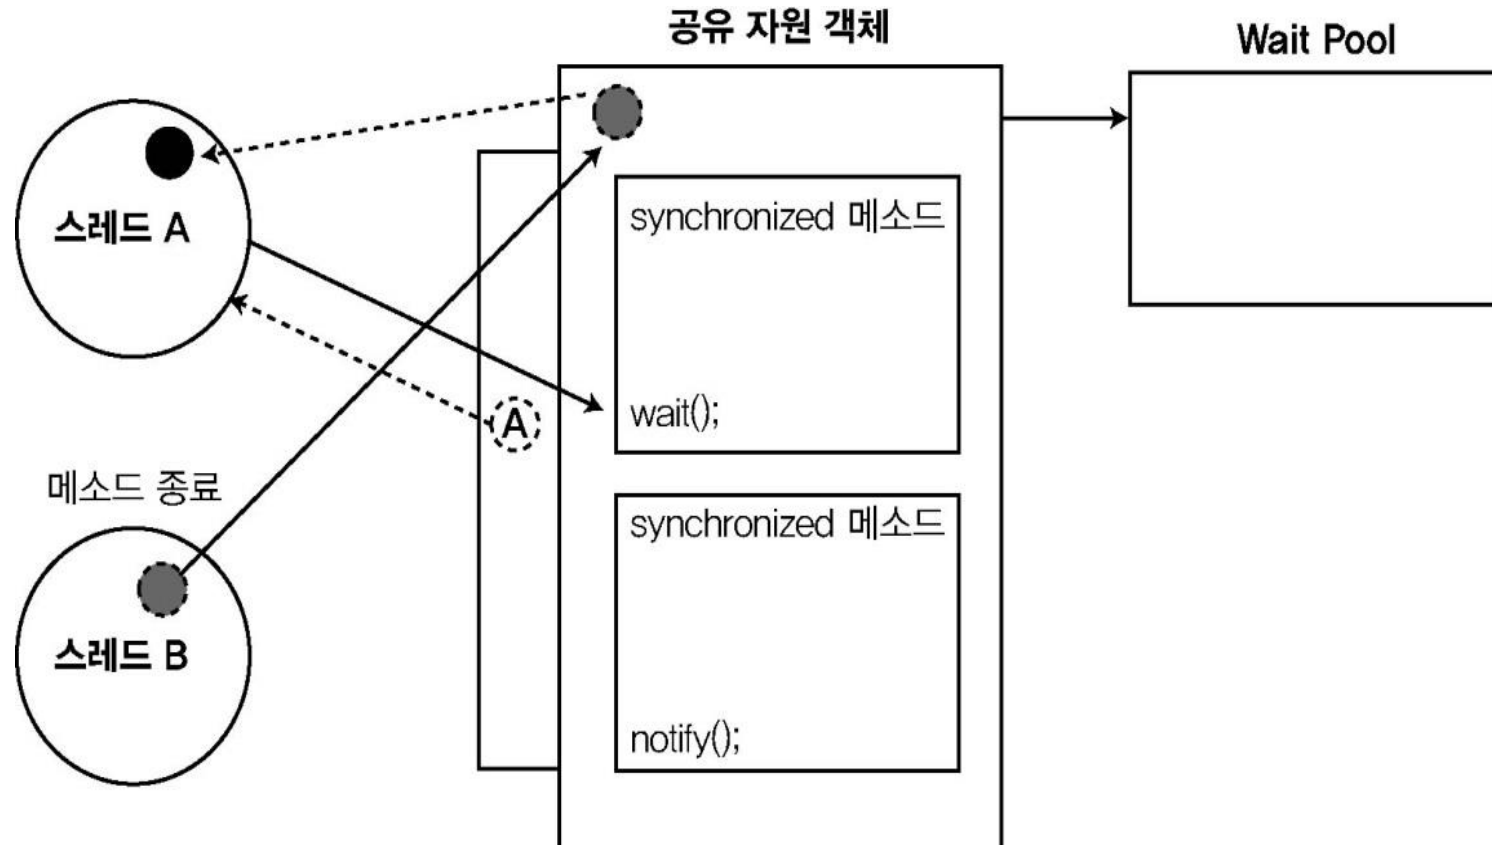 공유 자원 객체
Wait Pool
스레드 A
synchronized 메소드
wait();
A
메소드 종료
스레드 B
synchronized 메소드
notify();